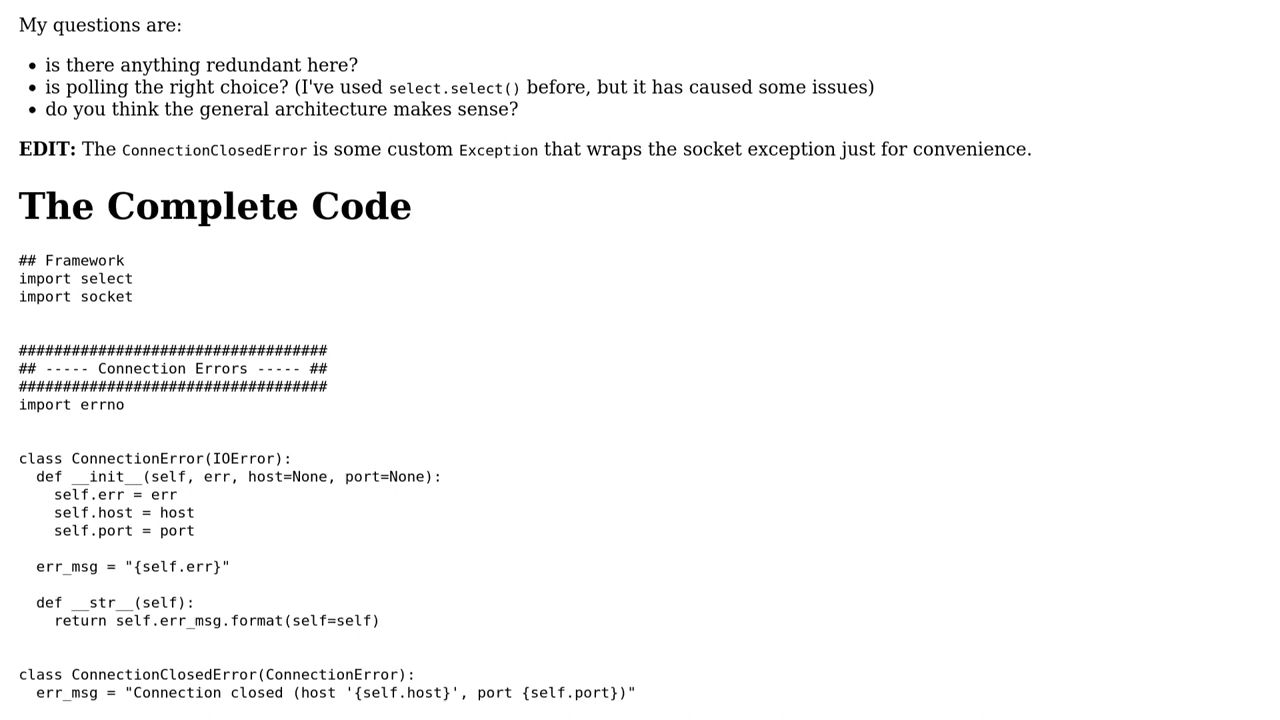 My questions are:
• is there anything redundant here?
• is polling the right choice? (I've used select.select() before, but it has caused some issues)
• do you think the general architecture makes sense?
EDIT: The ConnectionClosedError is some custom Exception that wraps the socket exception just for convenience.
The Complete Code
## Framework
import select
import socket
###################################
## ----- Connection Errors ----- ##
###################################
import errno
class ConnectionError(IOError):
  def __init__(self, err, host=None, port=None):
    self.err = err
    self.host = host
    self.port = port
  err_msg = "{self.err}"
  def __str__(self):
    return self.err_msg.format(self=self)
class ConnectionClosedError(ConnectionError):
  err_msg = "Connection closed (host '{self.host}', port {self.port})"